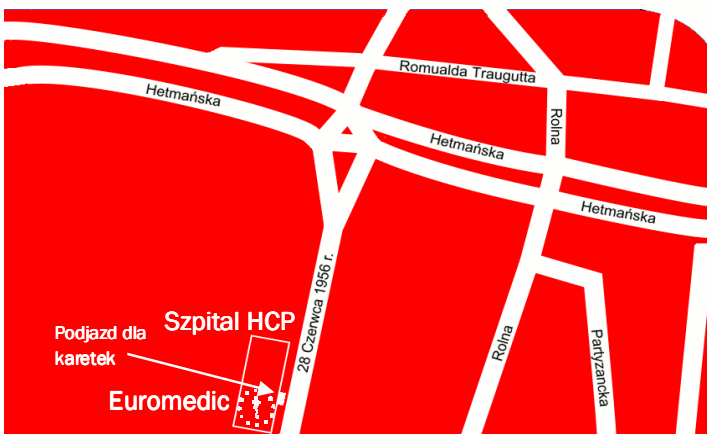 Romualda Traugutta
Hetmańska
Rolna
Hetmańska
Hetmańska
28 Czerwca 1956 r.
Szpital HCP
Podjazd dla
karetek
Rolna
Partyzancka
Euromedic